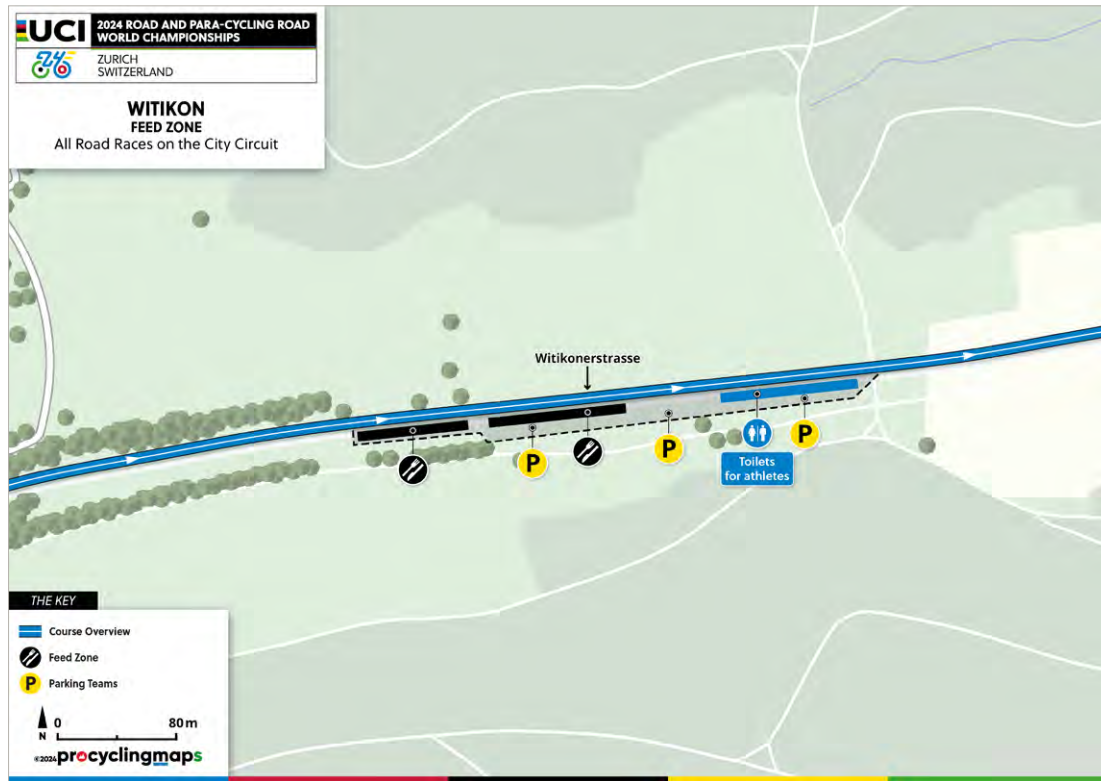 UCI
2024 ROAD AND PARA-CYCLING ROAD
WORLD CHAMPIONSHIPS
ZURICH
SWITZERLAND
WITIKON
FEED ZONE
All Road Races on the City Circuit
Witikonerstrasse
P
P
P
Toilets
for athletes
THE KEY
Course Overview
Feed Zone
P Parking Teams
N
0 80 m
©2024 procyclingmaps